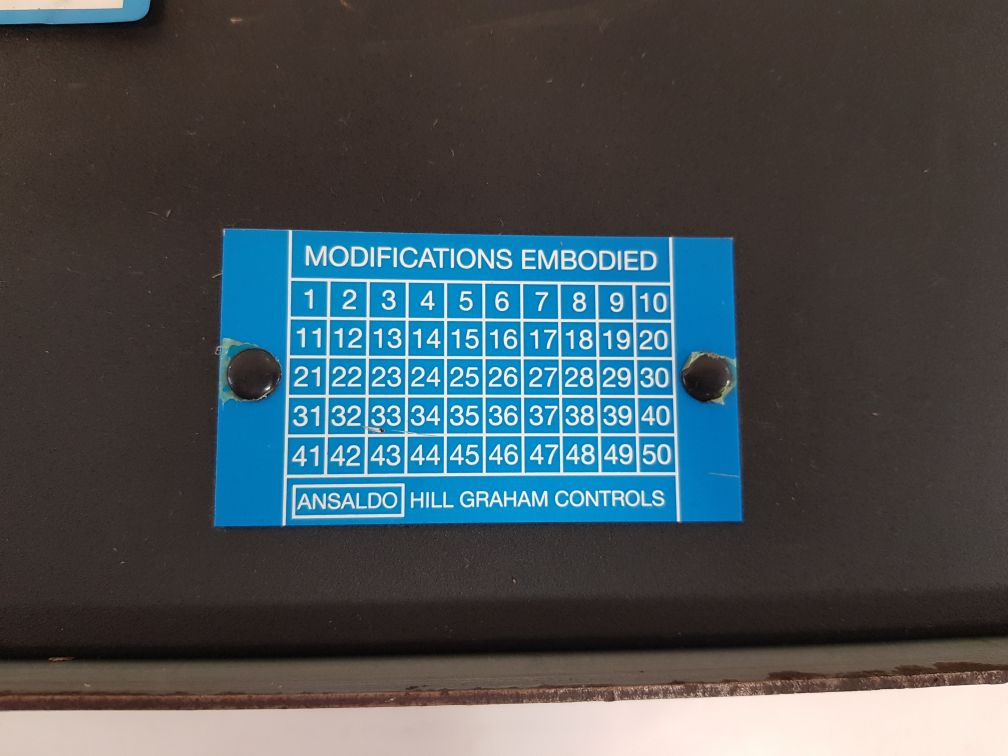 MODIFICATIONS EMBODIED
1 2 3 4 5 6 7 8 9 10
11 12 13 14 15 16 17 18 19 20
21 22 23 24 25 26 27 28 29 30
31 32 33 34 35 36 37 38 39 40
41 42 43 44 45 46 47 48 49 50
ANSALDO HILL GRAHAM CONTROLS